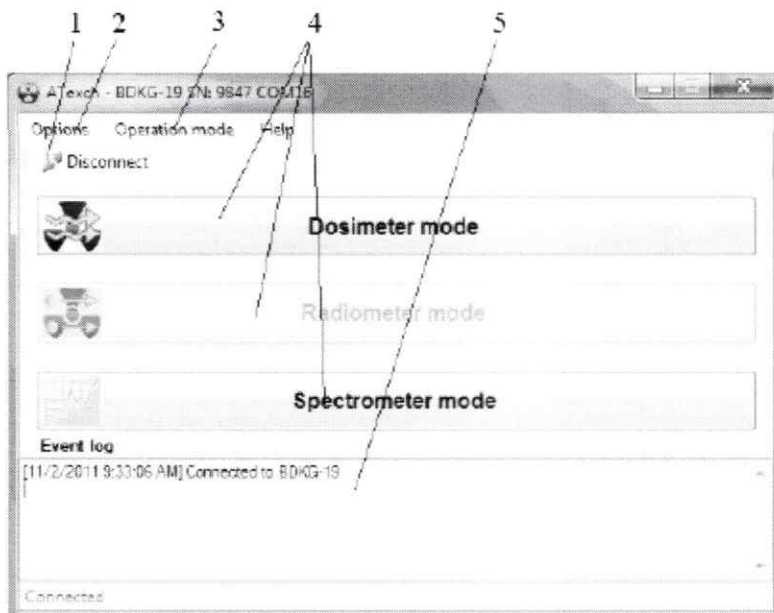 1 2 3 4 5
ATexch - BDKG-19 SN: 9847 COM16
Options Operation mode Help
Disconnect
Dosimeter mode
Radiometer mode
Spectrometer mode
Event log
[11/2/2011 9:33:06 AM] Connected to BDKG-19
Connected